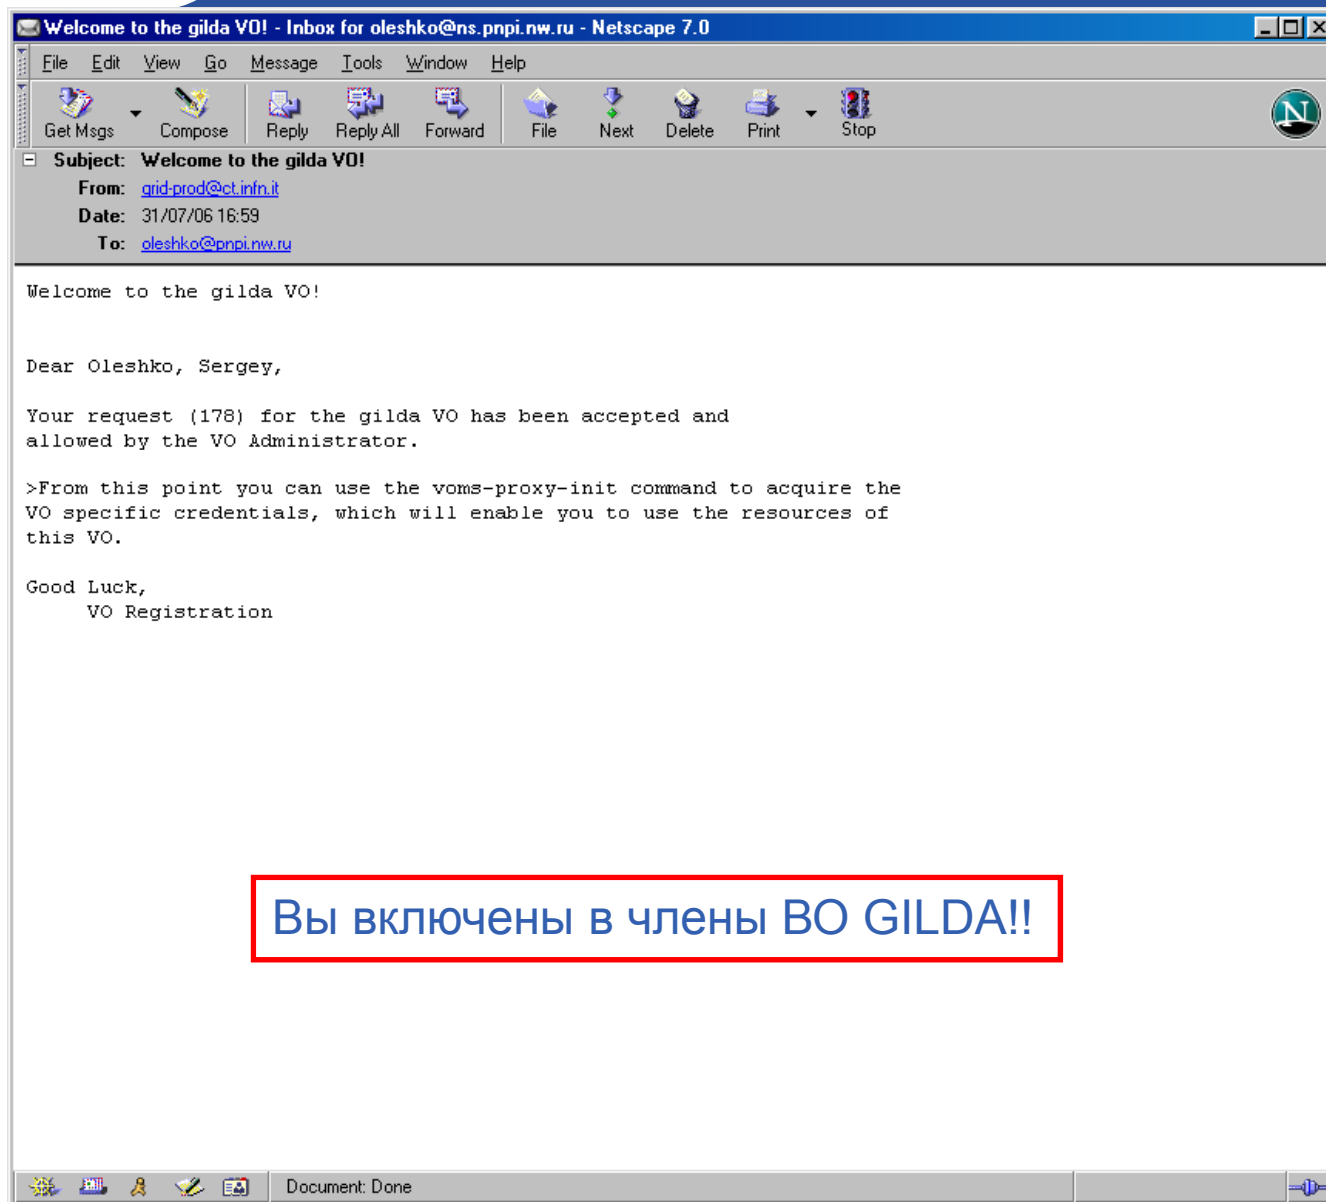 Welcome to the gilda VO! - Inbox for oleshko@ns.pnpi.nw.ru - Netscape 7.0
File Edit View Go Message Tools Window Help
Get Msgs Compose Reply Reply All Forward File Next Delete Print Stop
N
Subject: Welcome to the gilda VO!
From: grid-prod@ct.infn.it
Date: 31/07/06 16:59
To: oleshko@pnpi.nw.ru
Welcome to the gilda VO!
Dear Oleshko, Sergey,
Your request (178) for the gilda VO has been accepted and
allowed by the VO Administrator.
>From this point you can use the voms-proxy-init command to acquire the
VO specific credentials, which will enable you to use the resources of
this VO.
Good Luck,
VO Registration
Вы включены в члены ВО GILDA!!
Document: Done